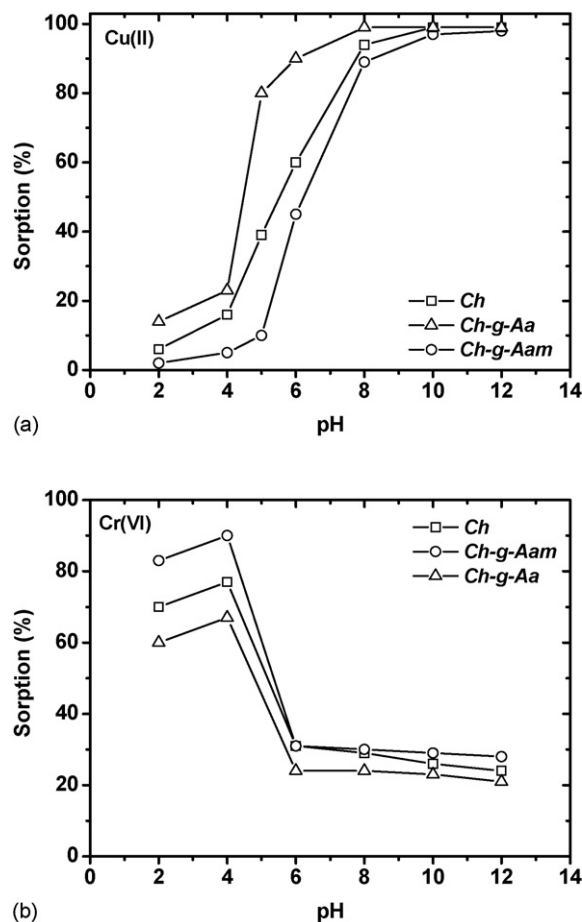 100
80
60
40
20
0
Cu(II)
Sorption (%)
Ch
Ch-g-Aa
Ch-g-Aam
0 2 4 6 8 10 12 14
(a)
pH
100
80
60
40
20
0
Cr(VI)
Sorption (%)
Ch
Ch-g-Aam
Ch-g-Aa
0 2 4 6 8 10 12 14
(b)
pH